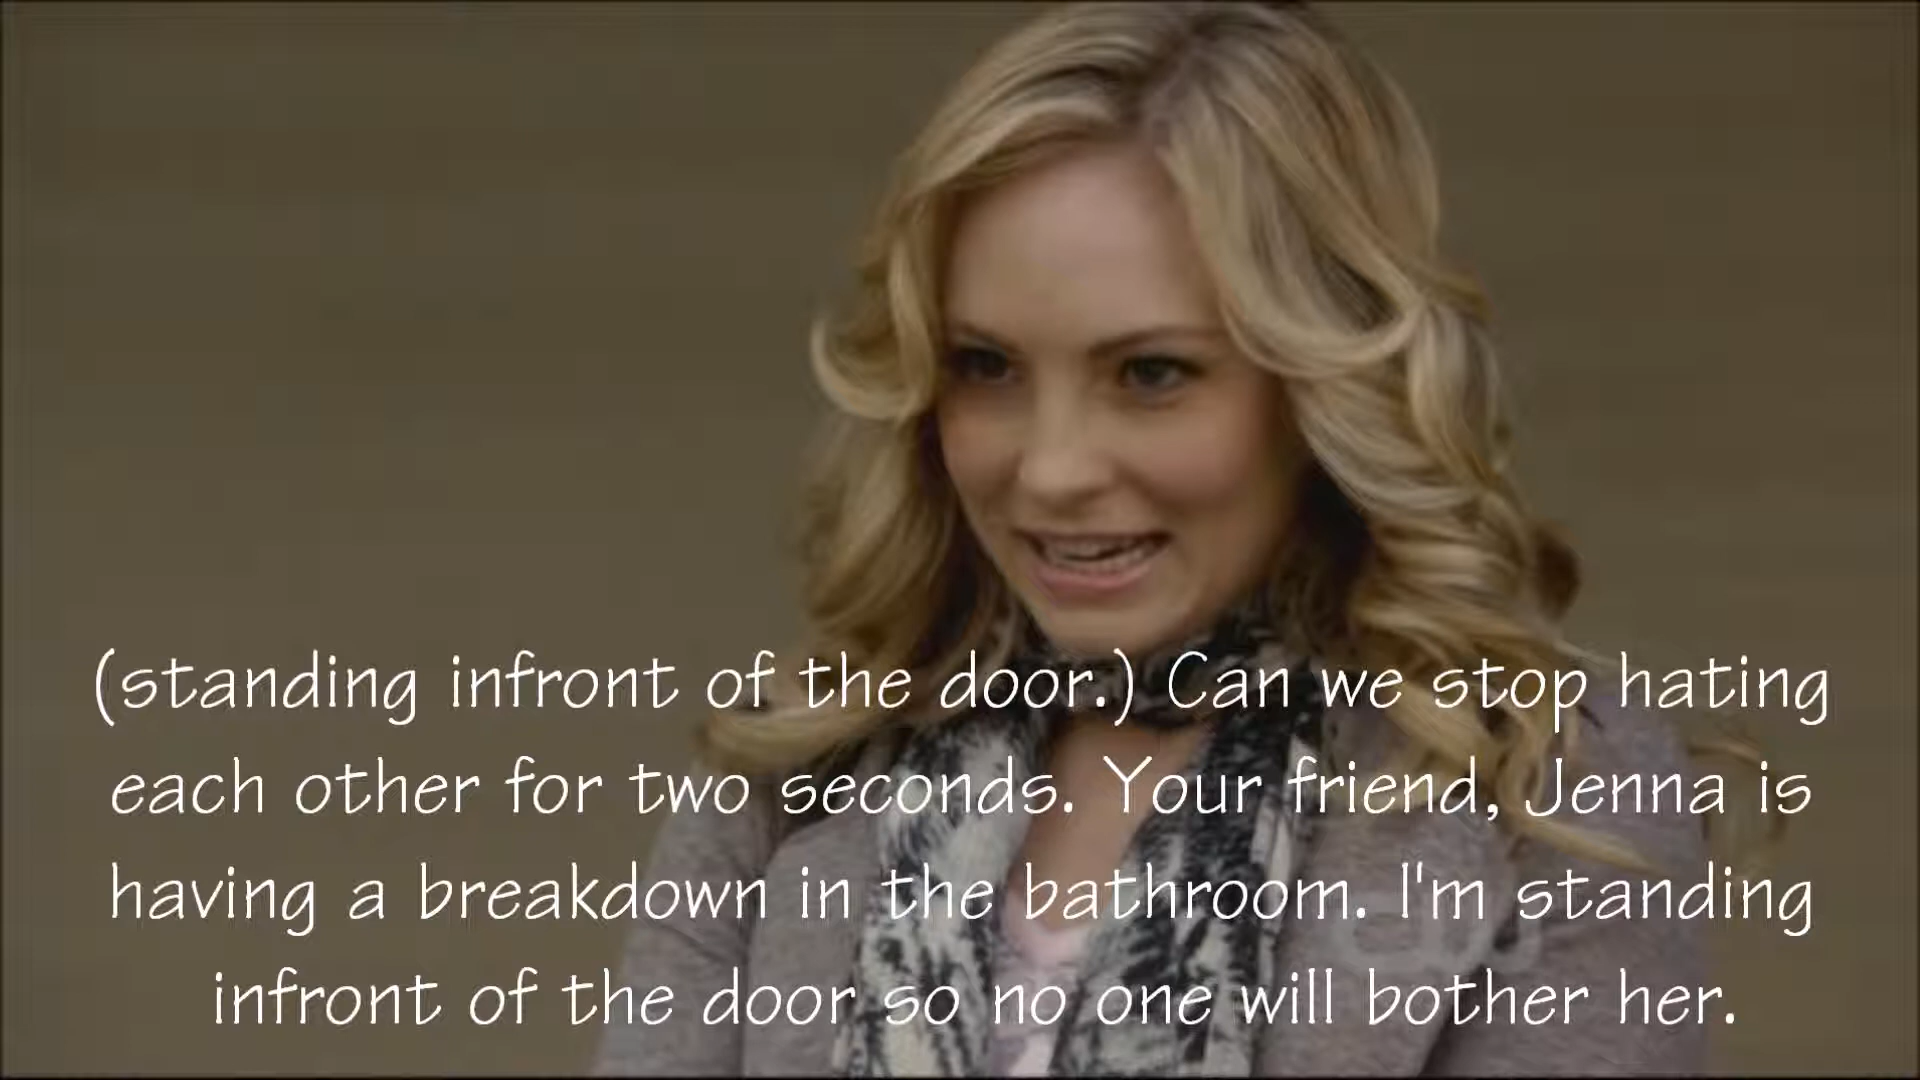 (standing infront of the door.) Can we stop hating
each other for two seconds. Your friend, Jenna is
having a breakdown in the bathroom. I'm standing
infront of the door so no one will bother her.